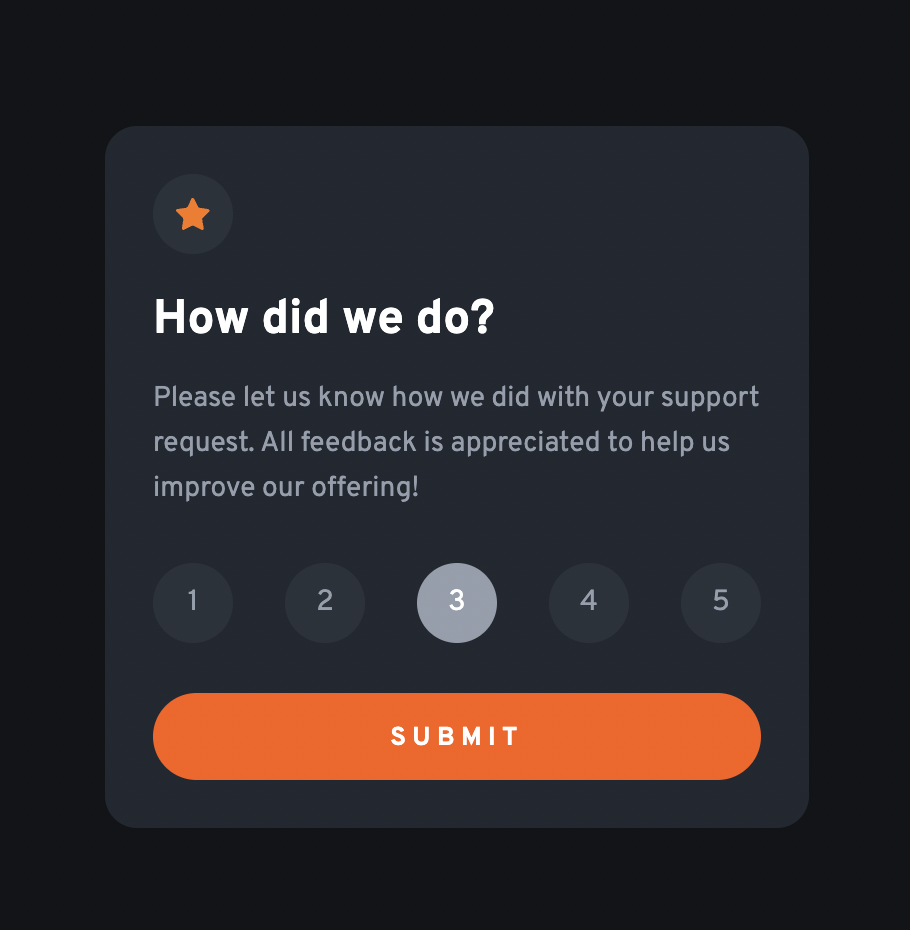 How did we do?
Please let us know how we did with your support
request. All feedback is appreciated to help us
improve our offering!
1 2 3 4 5
SUBMIT